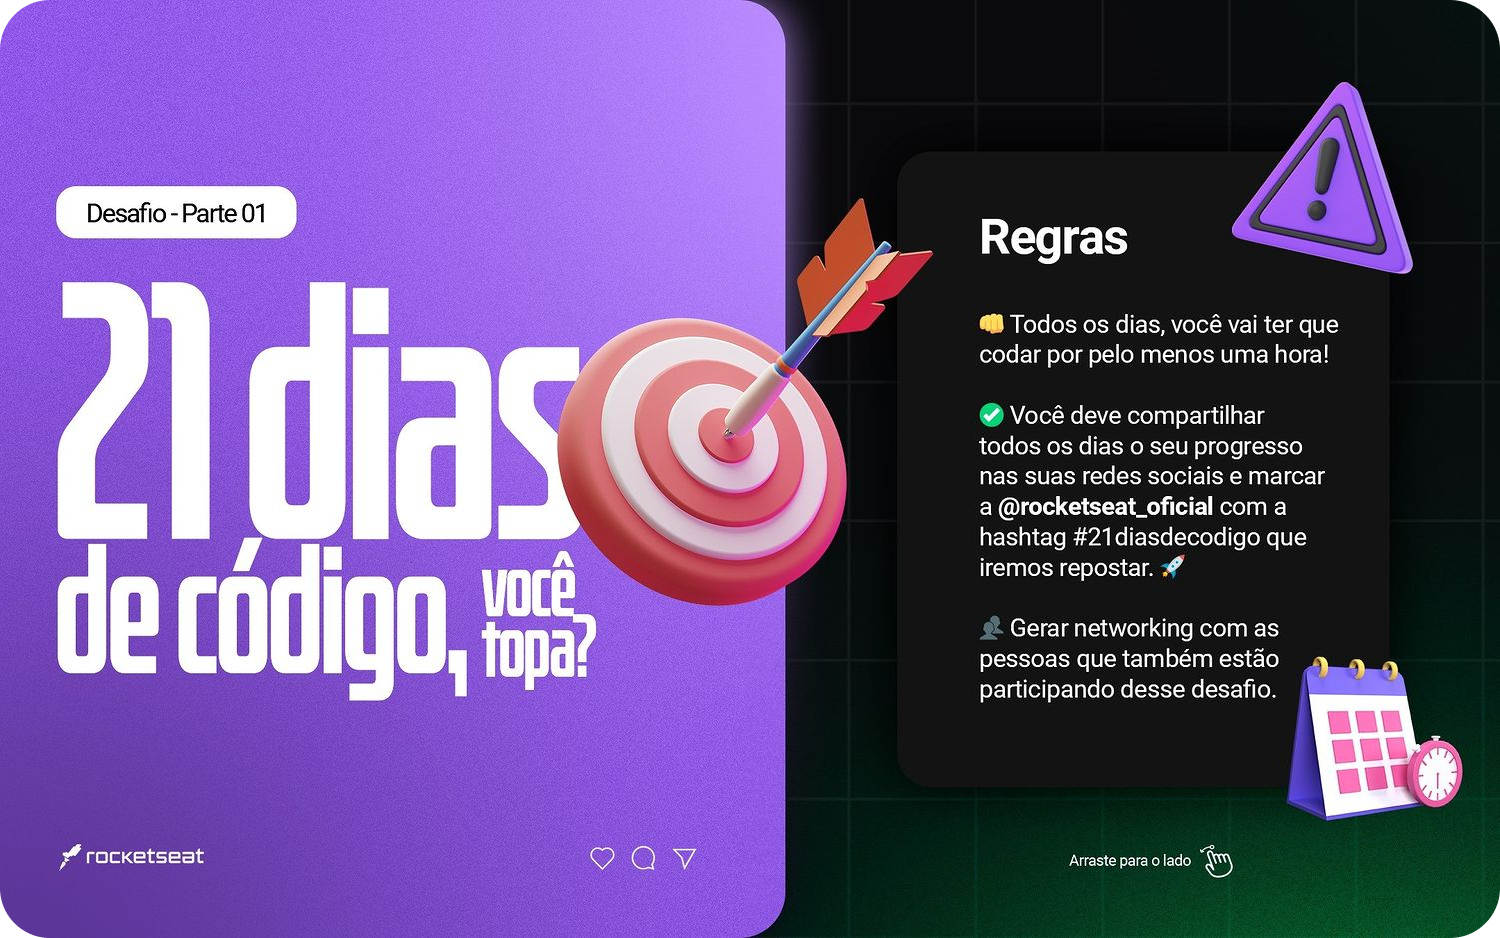 Desafio - Parte 01
21 dias
de código,
você
topa?
rocketseat
Regras
👊 Todos os dias, você vai ter que
codar por pelo menos uma hora!
✅ Você deve compartilhar
todos os dias o seu progresso
nas suas redes sociais e marcar
a @rocketseat_oficial com a
hashtag #21diasdecodigo que
iremos repostar. 🚀
👥 Gerar networking com as
pessoas que também estão
participando desse desafio.
Arraste para o lado